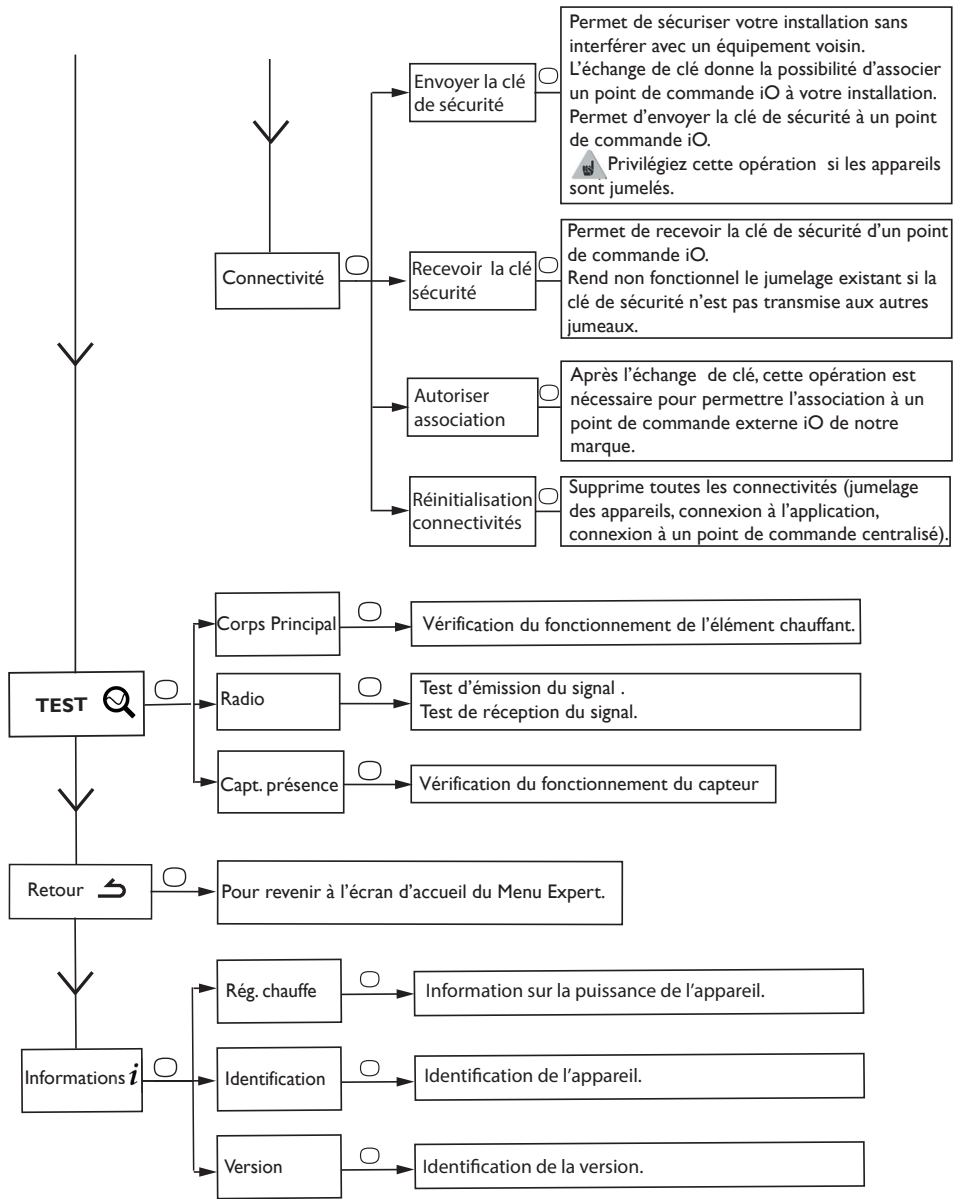 Envoyer la clé
de sécurité
Permet de sécuriser votre installation sans
interférer avec un équipement voisin.
L'échange de clé donne la possibilité d'associer
un point de commande iO à votre installation.
Permet d'envoyer la clé de sécurité à un point
de commande iO.
Privilégiez cette opération si les appareils
sont jumelés.
Connectivité
Recevoir la clé
sécurité
Permet de recevoir la clé de sécurité d'un point
de commande iO.
Rend non fonctionnel le jumelage existant si la
clé de sécurité n'est pas transmise aux autres
jumeaux.
Autoriser
association
Après l'échange de clé, cette opération est
nécessaire pour permettre l'association à un
point de commande externe iO de notre
marque.
Réinitialisation
connectivités
Supprime toutes les connectivités (jumelage
des appareils, connexion à l'application,
connexion à un point de commande centralisé).
TEST
Corps Principal
Vérification du fonctionnement de l'élément chauffant.
Radio
Test d'émission du signal .
Test de réception du signal.
Capt. présence
Vérification du fonctionnement du capteur
Retour
Pour revenir à l'écran d'accueil du Menu Expert.
Informations i
Rég. chauffe
Information sur la puissance de l'appareil.
Identification
Identification de l'appareil.
Version
Identification de la version.